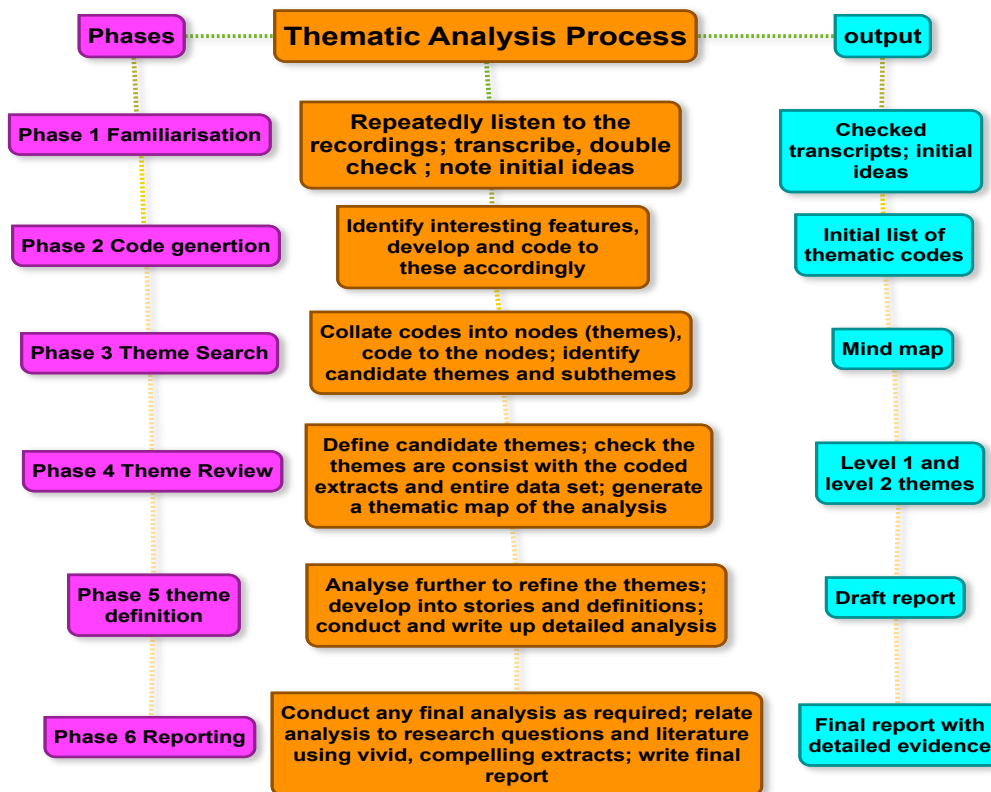 Phases
Thematic Analysis Process
output
Phase 1 Familiarisation
Repeatedly listen to the
recordings; transcribe, double
check ; note initial ideas
Checked
transcripts; initial
ideas
Phase 2 Code genertion
Identify interesting features,
develop and code to
these accordingly
Initial list of
thematic codes
Phase 3 Theme Search
Collate codes into nodes (themes),
code to the nodes; identify
candidate themes and subthemes
Mind map
Phase 4 Theme Review
Define candidate themes; check the
themes are consist with the coded
extracts and entire data set; generate
a thematic map of the analysis
Level 1 and
level 2 themes
Phase 5 theme
definition
Analyse further to refine the themes;
develop into stories and definitions;
conduct and write up detailed analysis
Draft report
Phase 6 Reporting
Conduct any final analysis as required; relate
analysis to research questions and literature
using vivid, compelling extracts; write final
report
Final report with
detailed evidence